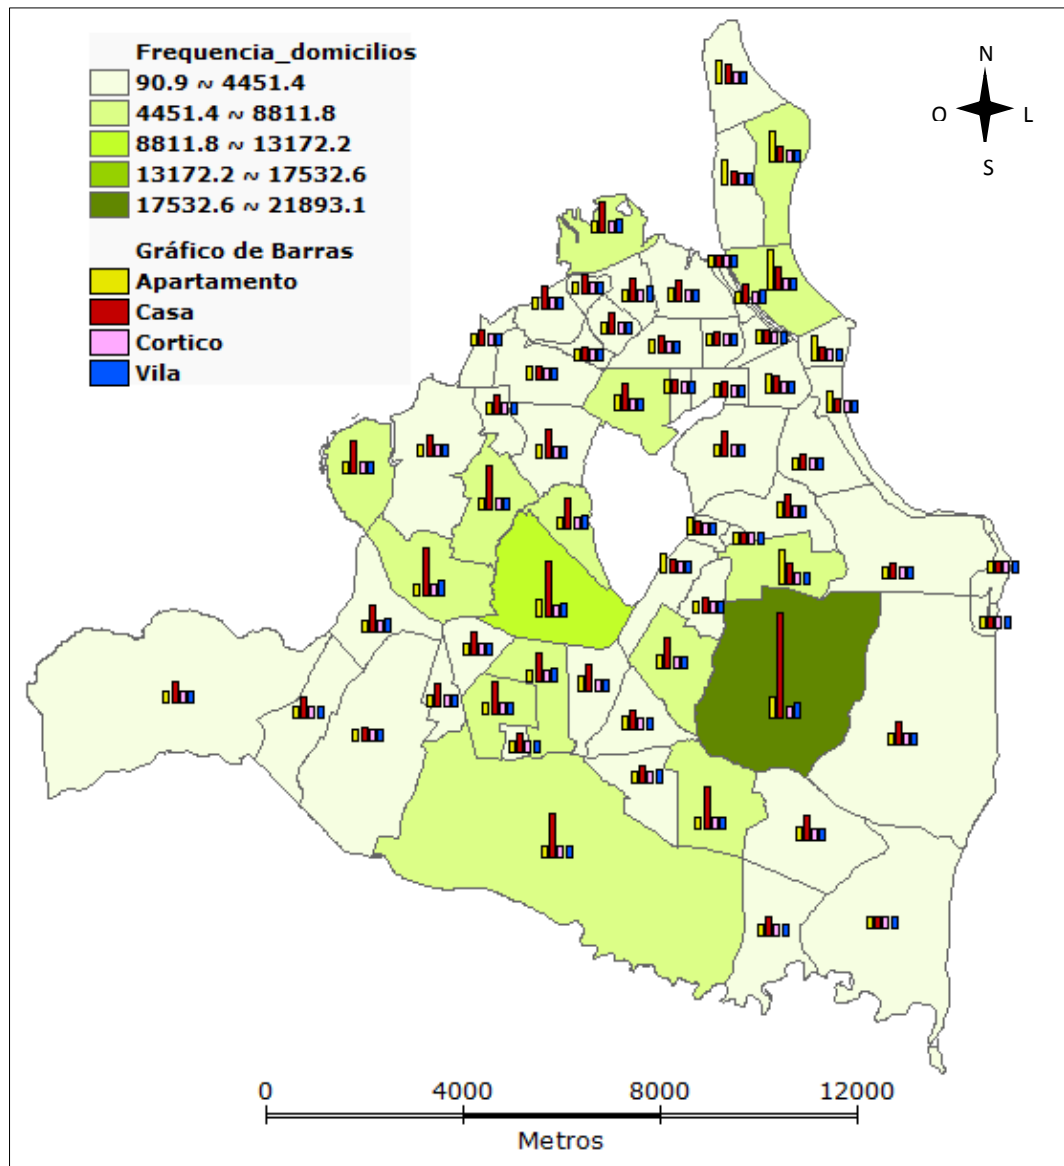 Frequencia_domicilios
90.9 ~ 4451.4
4451.4 ~ 8811.8
8811.8 ~ 13172.2
13172.2 ~ 17532.6
17532.6 ~ 21893.1
Gráfico de Barras
Apartamento
Casa
Cortico
Vila
N
O L
S
0 4000 8000 12000
Metros